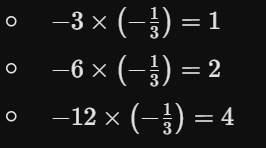 ○ −3 × (−1/3) = 1
○ −6 × (−1/3) = 2
○ −12 × (−1/3) = 4